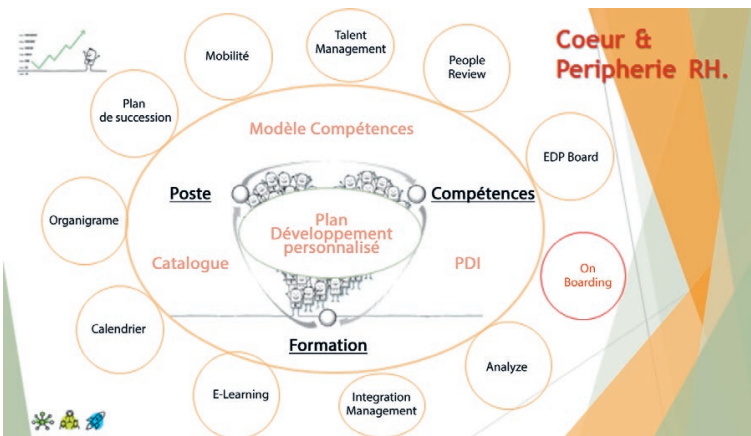 Coeur &
Peripherie RH.
Talent
Management
Mobilité
People
Review
Plan
de succession
Modèle Compétences
EDP Board
Poste
Compétences
Organigrame
Plan
Développement
personnalisé
Catalogue
PDI
On
Boarding
Calendrier
Formation
Analyze
E-Learning
Integration
Management